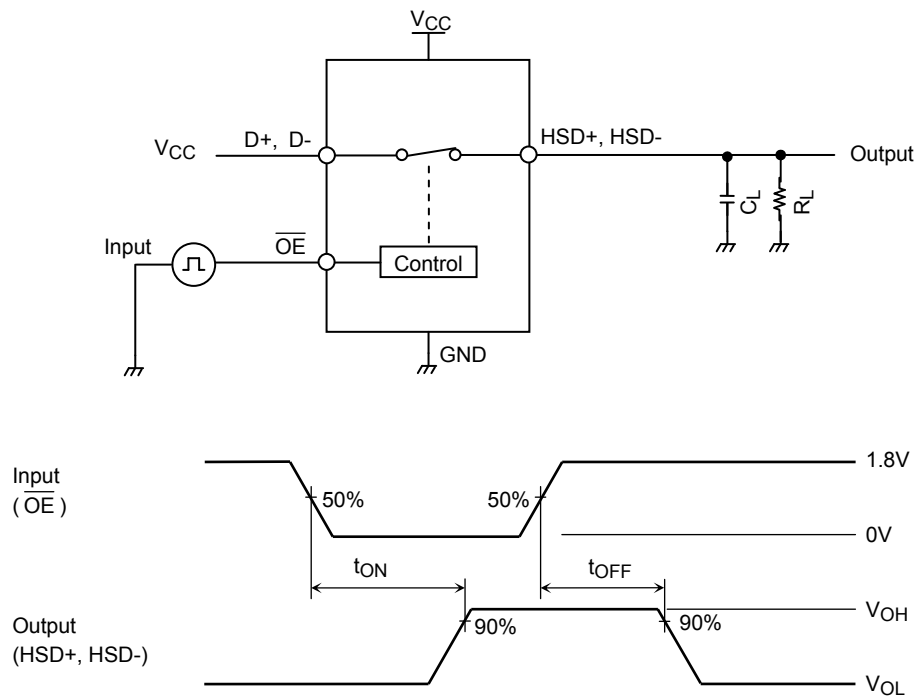 VCC
VCC
D+, D-
HSD+, HSD-
Output
CL
RL
Input
OE
Control
GND
Input
(OE)
50%
50%
1.8V
0V
tON
tOFF
Output
(HSD+, HSD-)
90%
90%
VOH
VOL